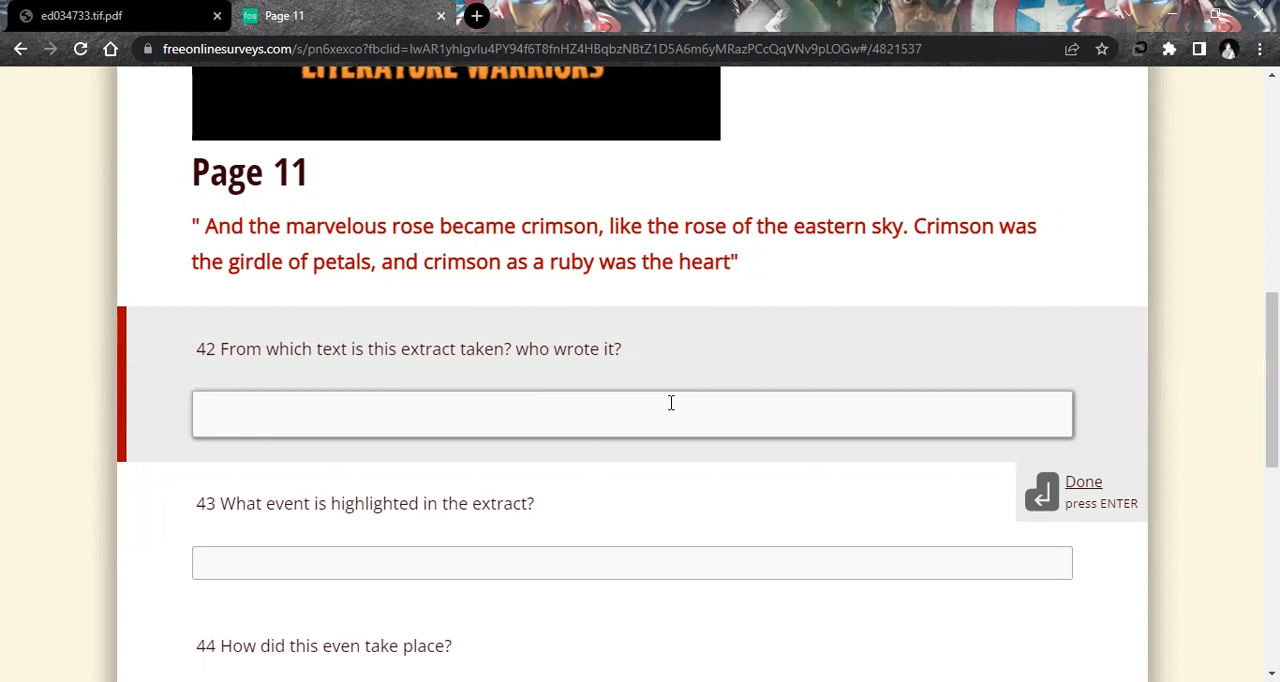 ed034733.tif.pdf
fos Page 11
freeonlinesurveys.com/s/pn6xexco?fbclid=IwAR1yhlgvlu4PY94f6T8fnHZ4HBqbzNBtZ1D5A6m6yMRazPCcQqVNv9pLOGw#/4821537
LITERATURE WARRIORS
Page 11
" And the marvelous rose became crimson, like the rose of the eastern sky. Crimson was
the girdle of petals, and crimson as a ruby was the heart"
42 From which text is this extract taken? who wrote it?
43 What event is highlighted in the extract?
Done
press ENTER
44 How did this even take place?